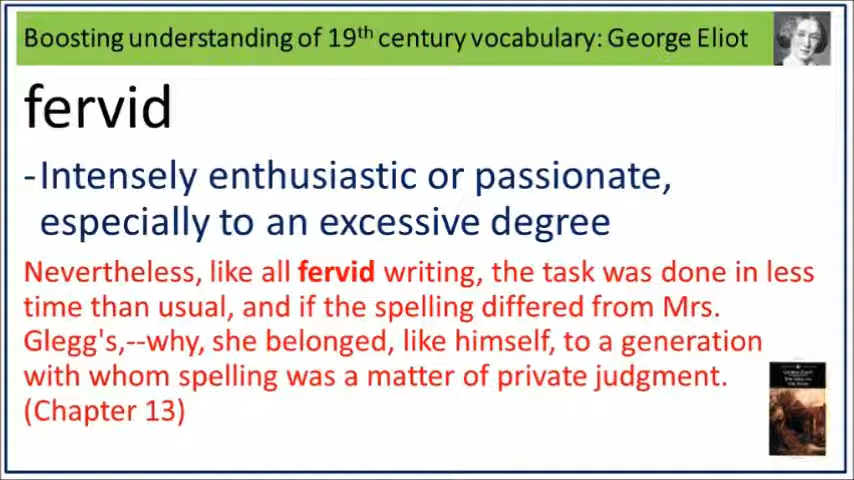 Boosting understanding of 19th century vocabulary: George Eliot
fervid
-Intensely enthusiastic or passionate,
especially to an excessive degree
Nevertheless, like all fervid writing, the task was done in less
time than usual, and if the spelling differed from Mrs.
Glegg's,--why, she belonged, like himself, to a generation
with whom spelling was a matter of private judgment.
(Chapter 13)